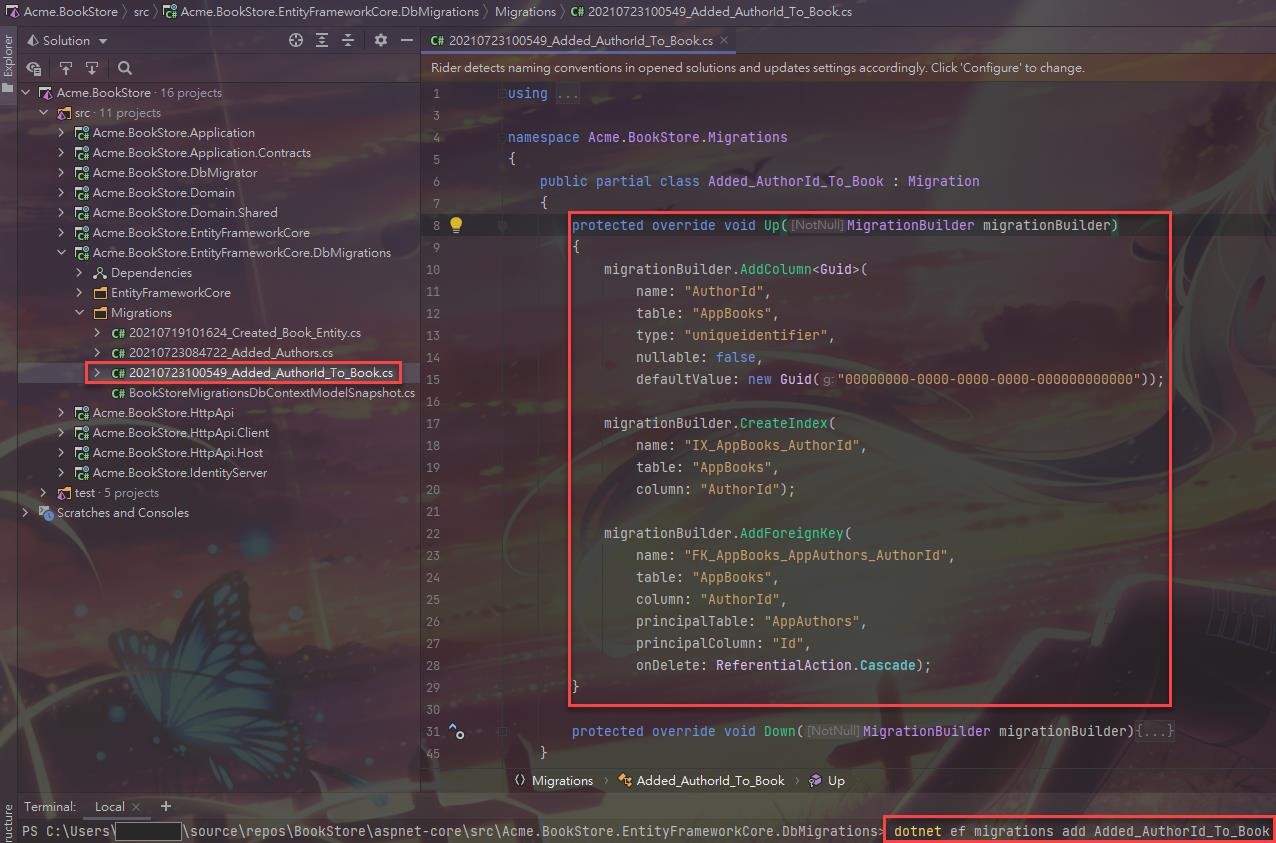 Acme.BookStore 〉 src 〉 Acme.BookStore.EntityFrameworkCore.DbMigrations 〉 Migrations 〉 C# 20210723100549_Added_AuthorId_To_Book.cs
Explorer
Solution
Acme.BookStore · 16 projects
src · 11 projects
Acme.BookStore.Application
Acme.BookStore.Application.Contracts
Acme.BookStore.DbMigrator
Acme.BookStore.Domain
Acme.BookStore.Domain.Shared
Acme.BookStore.EntityFrameworkCore
Acme.BookStore.EntityFrameworkCore.DbMigrations
Dependencies
EntityFrameworkCore
Migrations
C# 20210719101624_Created_Book_Entity.cs
C# 20210723084722_Added_Authors.cs
C# 20210723100549_Added_AuthorId_To_Book.cs
C# BookStoreMigrationsDbContextModelSnapshot.cs
Acme.BookStore.HttpApi
Acme.BookStore.HttpApi.Client
Acme.BookStore.HttpApi.Host
Acme.BookStore.IdentityServer
test · 5 projects
Scratches and Consoles
C# 20210723100549_Added_AuthorId_To_Book.cs ×
Rider detects naming conventions in opened solutions and updates settings accordingly. Click 'Configure' to change.
1 using ...
3
4 namespace Acme.BookStore.Migrations
5 {
6 public partial class Added_AuthorId_To_Book : Migration
7 {
8 protected override void Up([NotNull]MigrationBuilder migrationBuilder)
9 {
10 migrationBuilder.AddColumn<Guid>(
11 name: "AuthorId",
12 table: "AppBooks",
13 type: "uniqueidentifier",
14 nullable: false,
15 defaultValue: new Guid( g: "00000000-0000-0000-0000-000000000000"));
16
17 migrationBuilder.CreateIndex(
18 name: "IX_AppBooks_AuthorId",
19 table: "AppBooks",
20 column: "AuthorId");
21
22 migrationBuilder.AddForeignKey(
23 name: "FK_AppBooks_AppAuthors_AuthorId",
24 table: "AppBooks",
25 column: "AuthorId",
26 principalTable: "AppAuthors",
27 principalColumn: "Id",
28 onDelete: ReferentialAction.Cascade);
29 }
30
31 protected override void Down([NotNull]MigrationBuilder migrationBuilder){...}
45 }
Migrations 〉 Added_AuthorId_To_Book 〉 Up
Terminal: Local × +
ructure
PS C:\Users\ \source\repos\BookStore\aspnet-core\src\Acme.BookStore.EntityFrameworkCore.DbMigrations> dotnet ef migrations add Added_AuthorId_To_Book